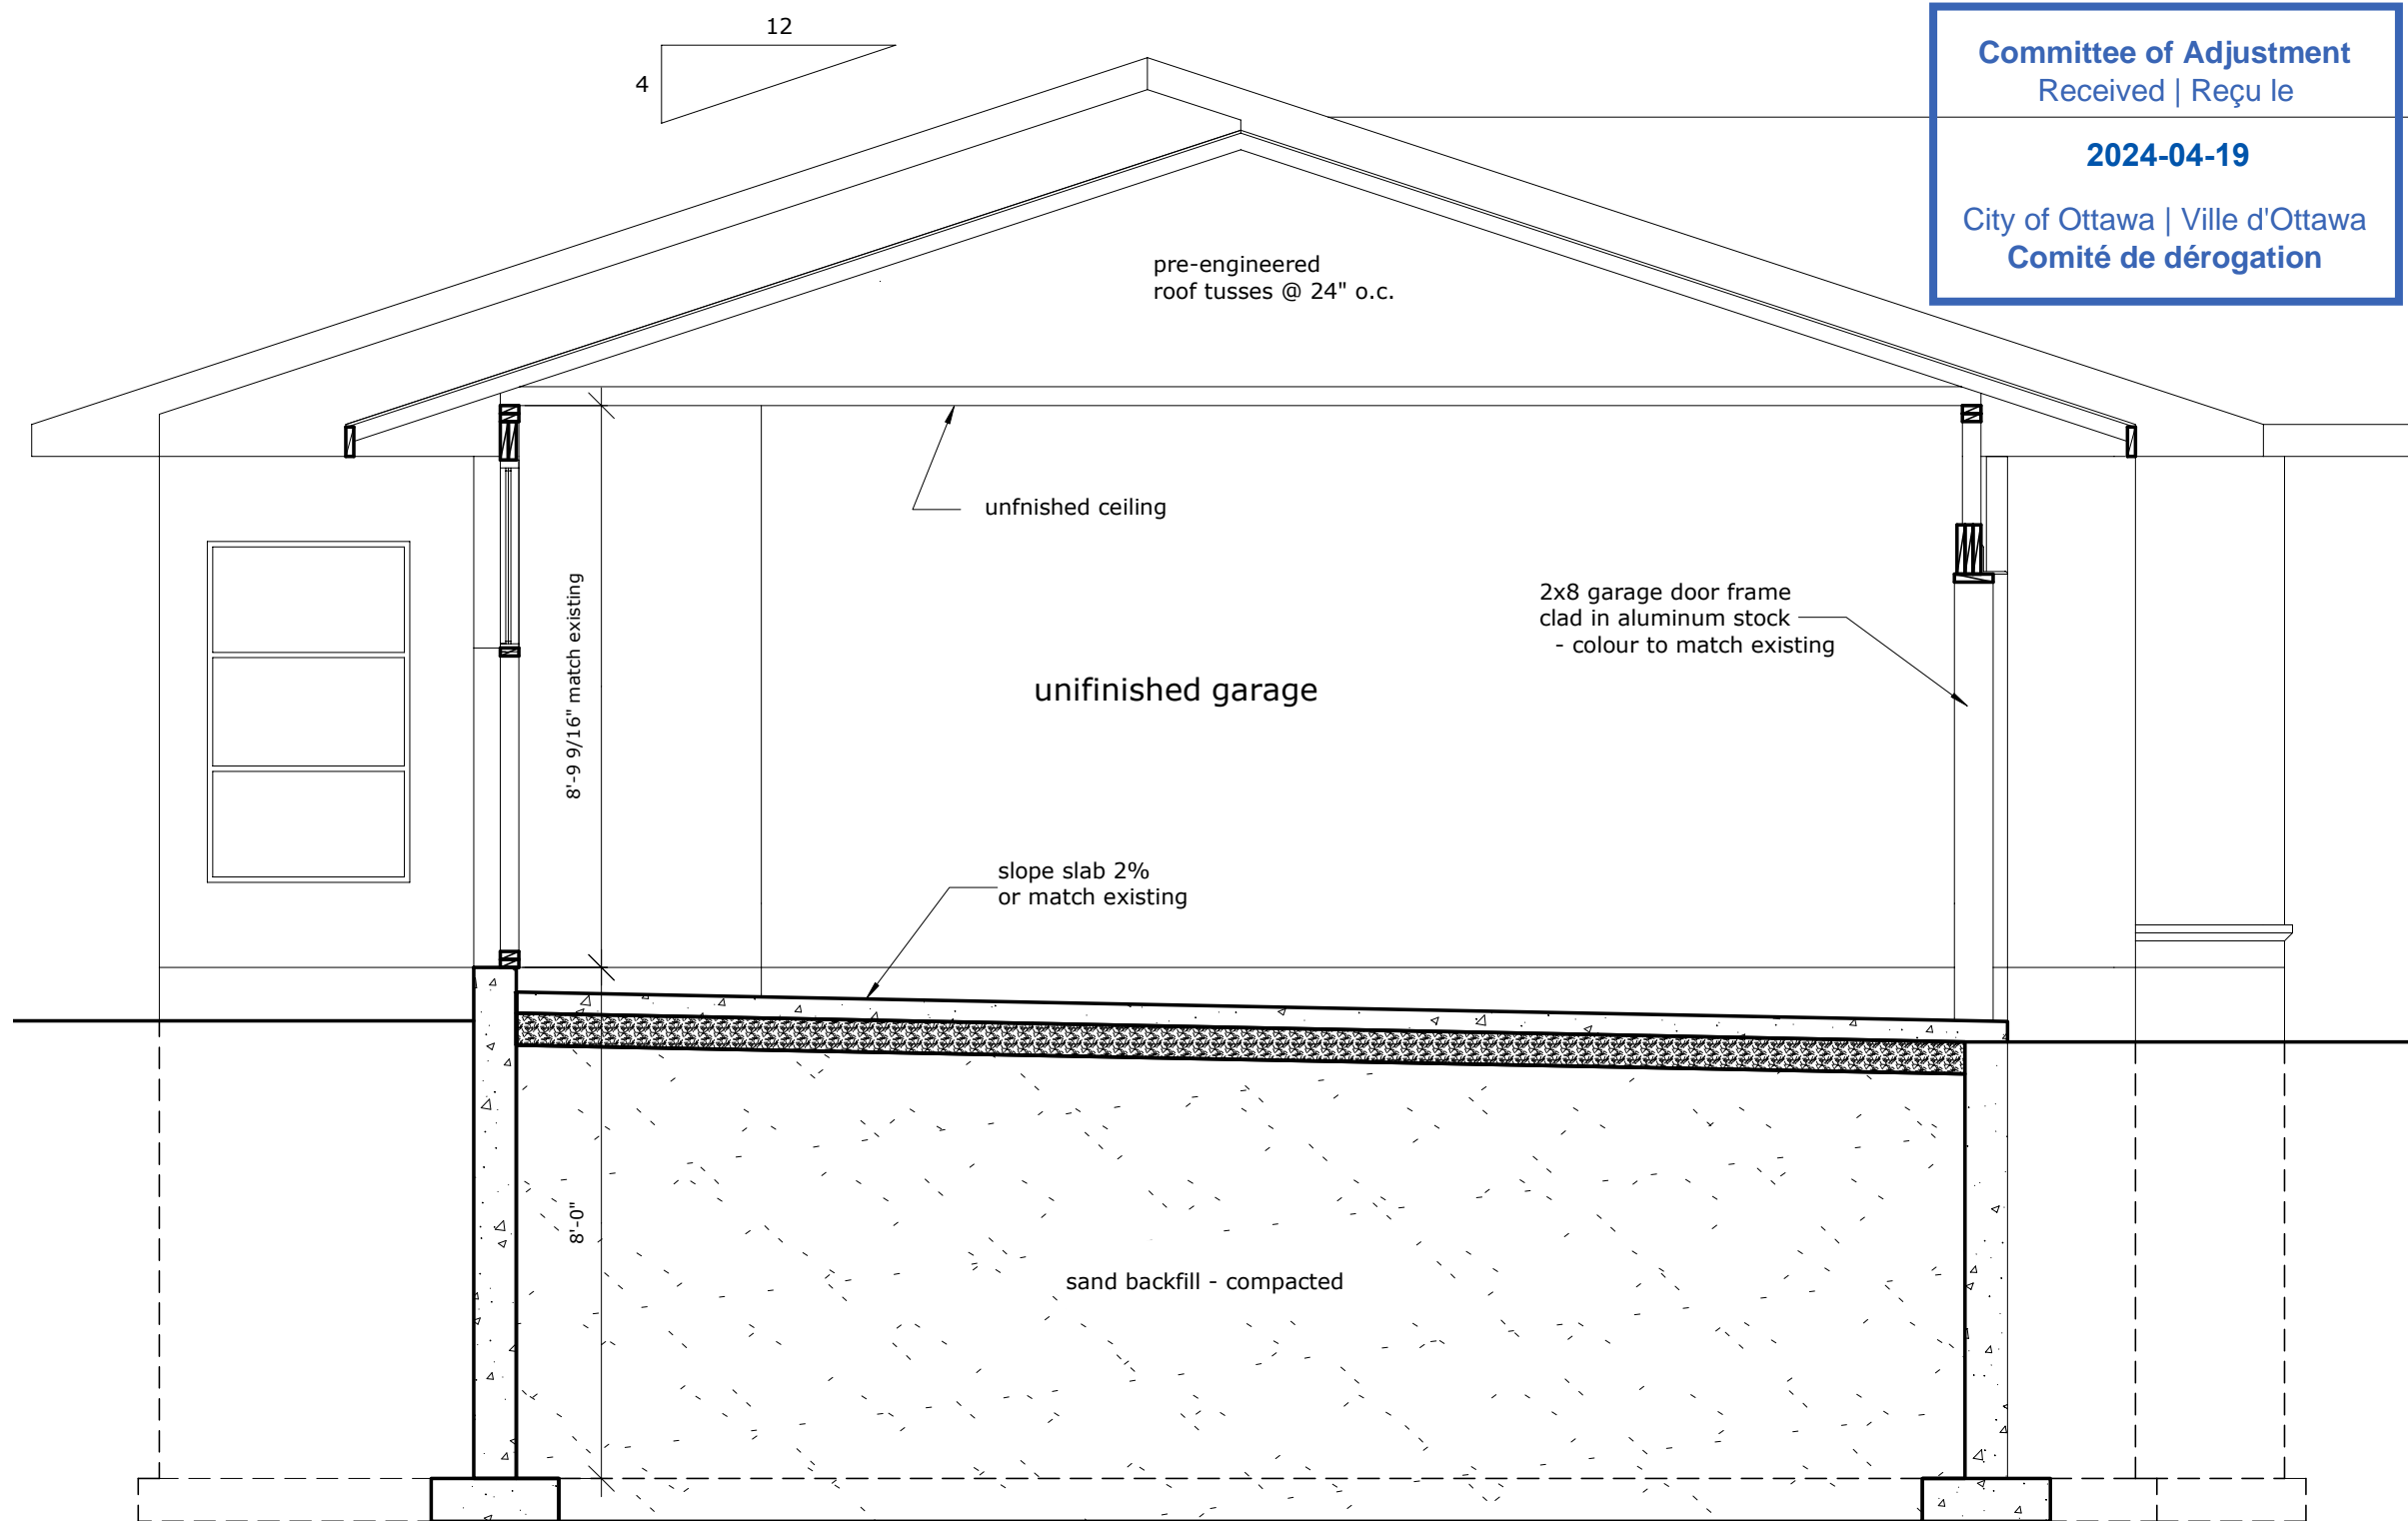 12
4
Committee of Adjustment
Received | Reçu le
2024-04-19
City of Ottawa | Ville d'Ottawa
Comité de dérogation
pre-engineered
roof tusses @ 24" o.c.
unfnished ceiling
8'-9 9/16" match existing
2x8 garage door frame
clad in aluminum stock
- colour to match existing
unifinished garage
slope slab 2%
or match existing
8'-0"
sand backfill - compacted